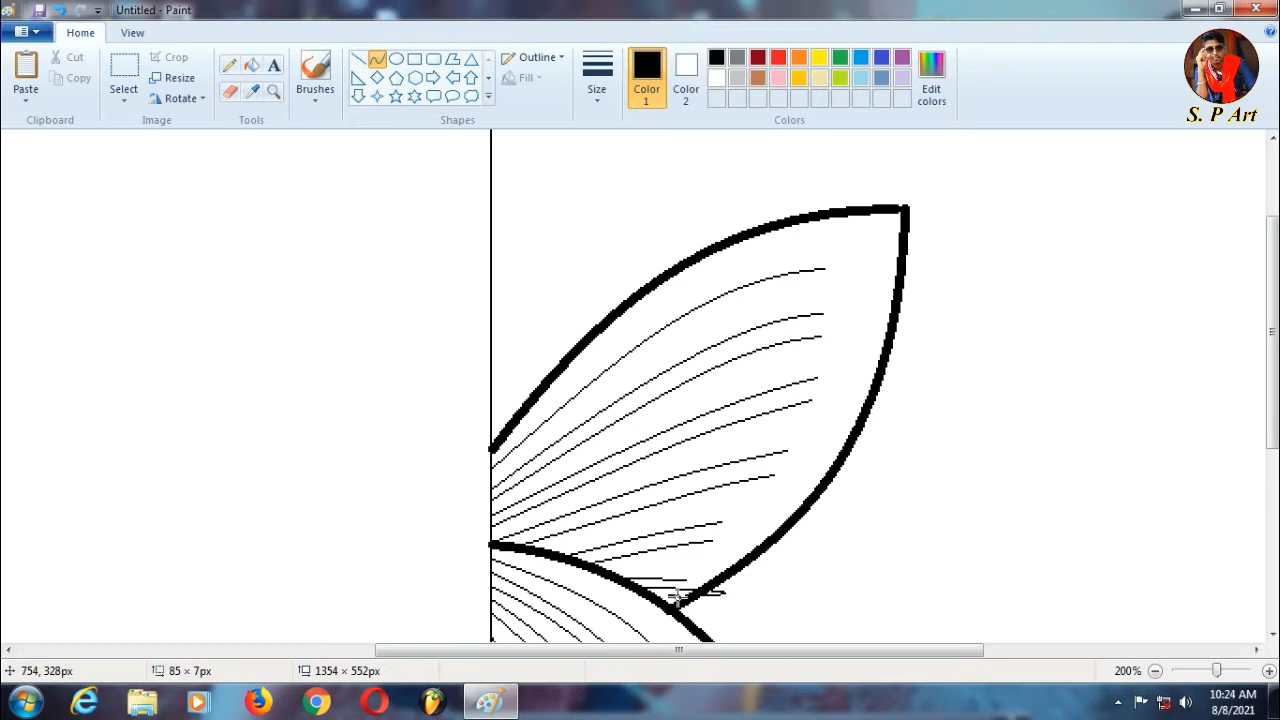 Untitled - Paint
Home
View
Paste
Cut
Copy
Clipboard
Select
Crop
Resize
Rotate
Image
A
Tools
Brushes
Outline
Fill
Shapes
Size
Color 1
Color 2
Edit colors
Colors
S. P Art
754, 328px
85 × 7px
1354 × 552px
200%
10:24 AM
8/8/2021